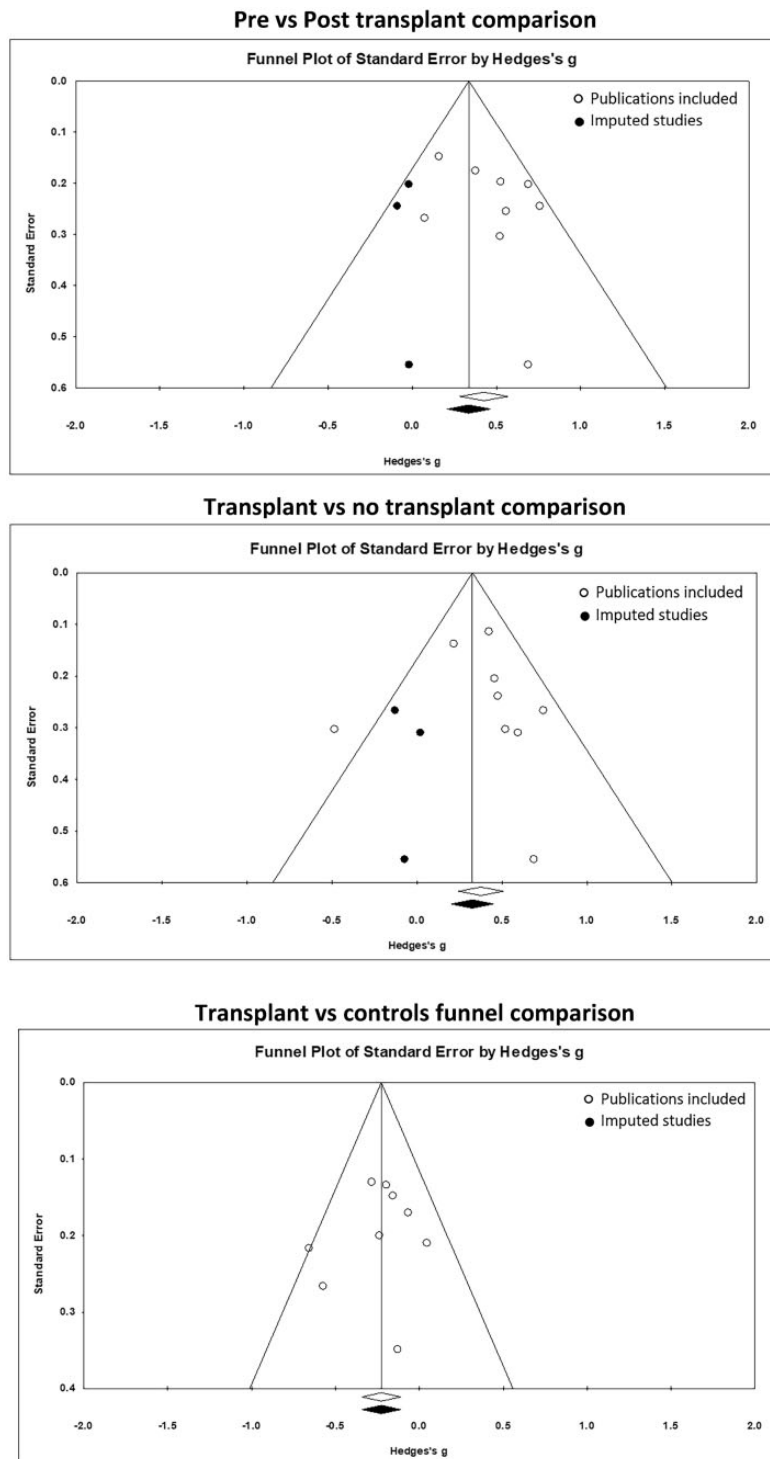 Pre vs Post transplant comparison
Funnel Plot of Standard Error by Hedges's g
Publications included
Imputed studies
Standard Error
0.0
0.1
0.2
0.3
0.4
0.5
0.6
-2.0 -1.5 -1.0 -0.5 0.0 0.5 1.0 1.5 2.0
Hedges's g
Transplant vs no transplant comparison
Funnel Plot of Standard Error by Hedges's g
Publications included
Imputed studies
Standard Error
0.0
0.1
0.2
0.3
0.4
0.5
0.6
-2.0 -1.5 -1.0 -0.5 0.0 0.5 1.0 1.5 2.0
Hedges's g
Transplant vs controls funnel comparison
Funnel Plot of Standard Error by Hedges's g
Publications included
Imputed studies
Standard Error
0.0
0.1
0.2
0.3
0.4
-2.0 -1.5 -1.0 -0.5 0.0 0.5 1.0 1.5 2.0
Hedges's g